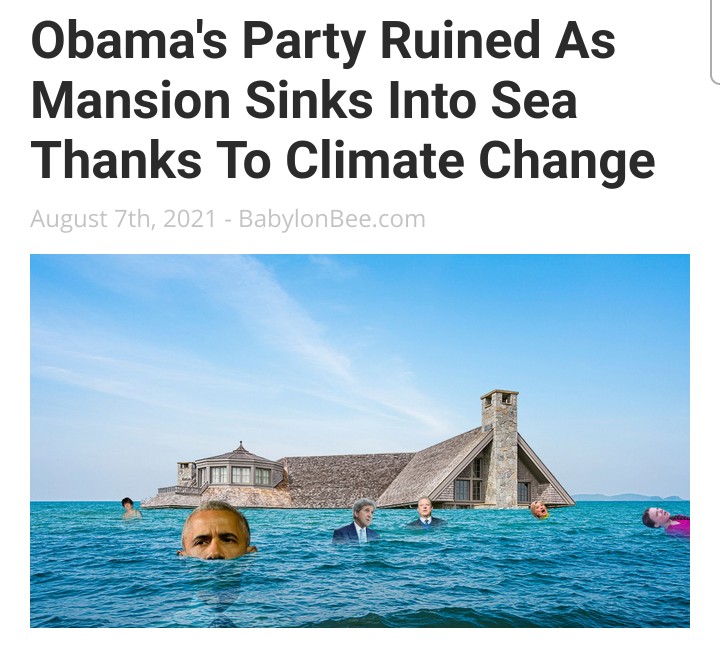 Obama's Party Ruined As
Mansion Sinks Into Sea
Thanks To Climate Change
August 7th, 2021 - BabylonBee.com